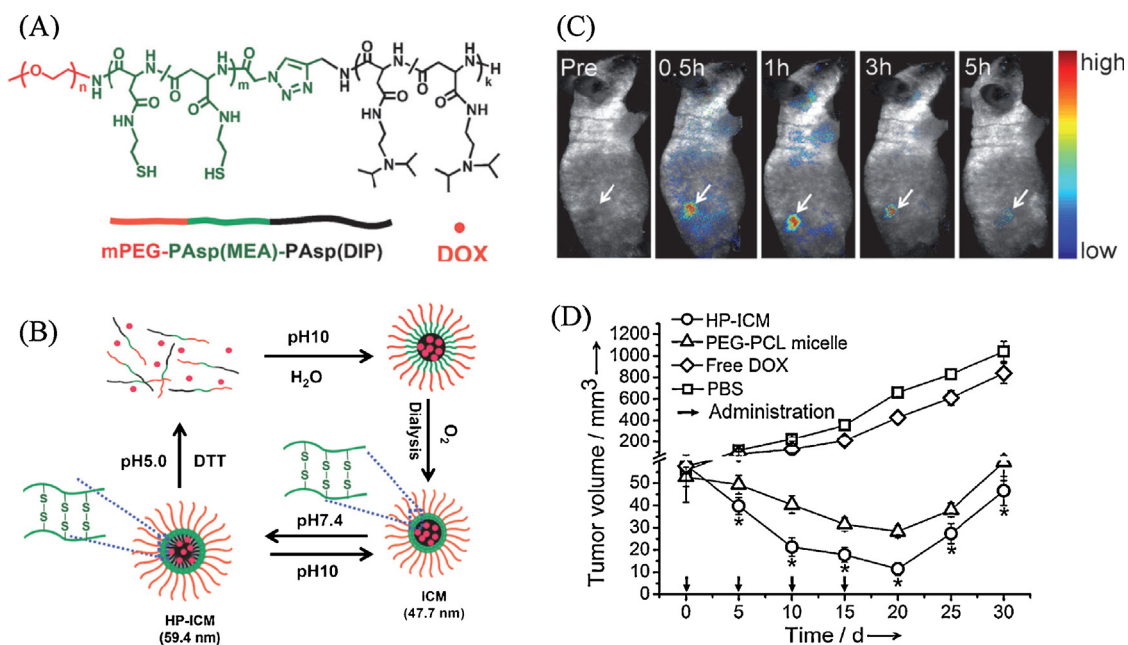 (A)
O
H
N
O
H
N
O
O
N
N=N
H
N
O
H
N
O
H
N
H
n
N
H
O
m
O
k
O
NH
O
NH
O
NH
O
NH
SH
HS
N
N
mPEG-PAsp(MEA)-PAsp(DIP)
DOX
(B)
pH10
H2O
Dialysis
O2
pH5.0
DTT
S S S
S S S
S S S
S S S
pH7.4
pH10
HP-ICM
(59.4 nm)
ICM
(47.7 nm)
(C)
Pre
0.5h
1h
3h
5h
high
low
(D)
HP-ICM
PEG-PCL micelle
Free DOX
PBS
Administration
Tumor volume / mm3
1200
1000
800
600
400
200
50
40
30
20
10
0
* * * * * *
0 5 10 15 20 25 30
Time / d